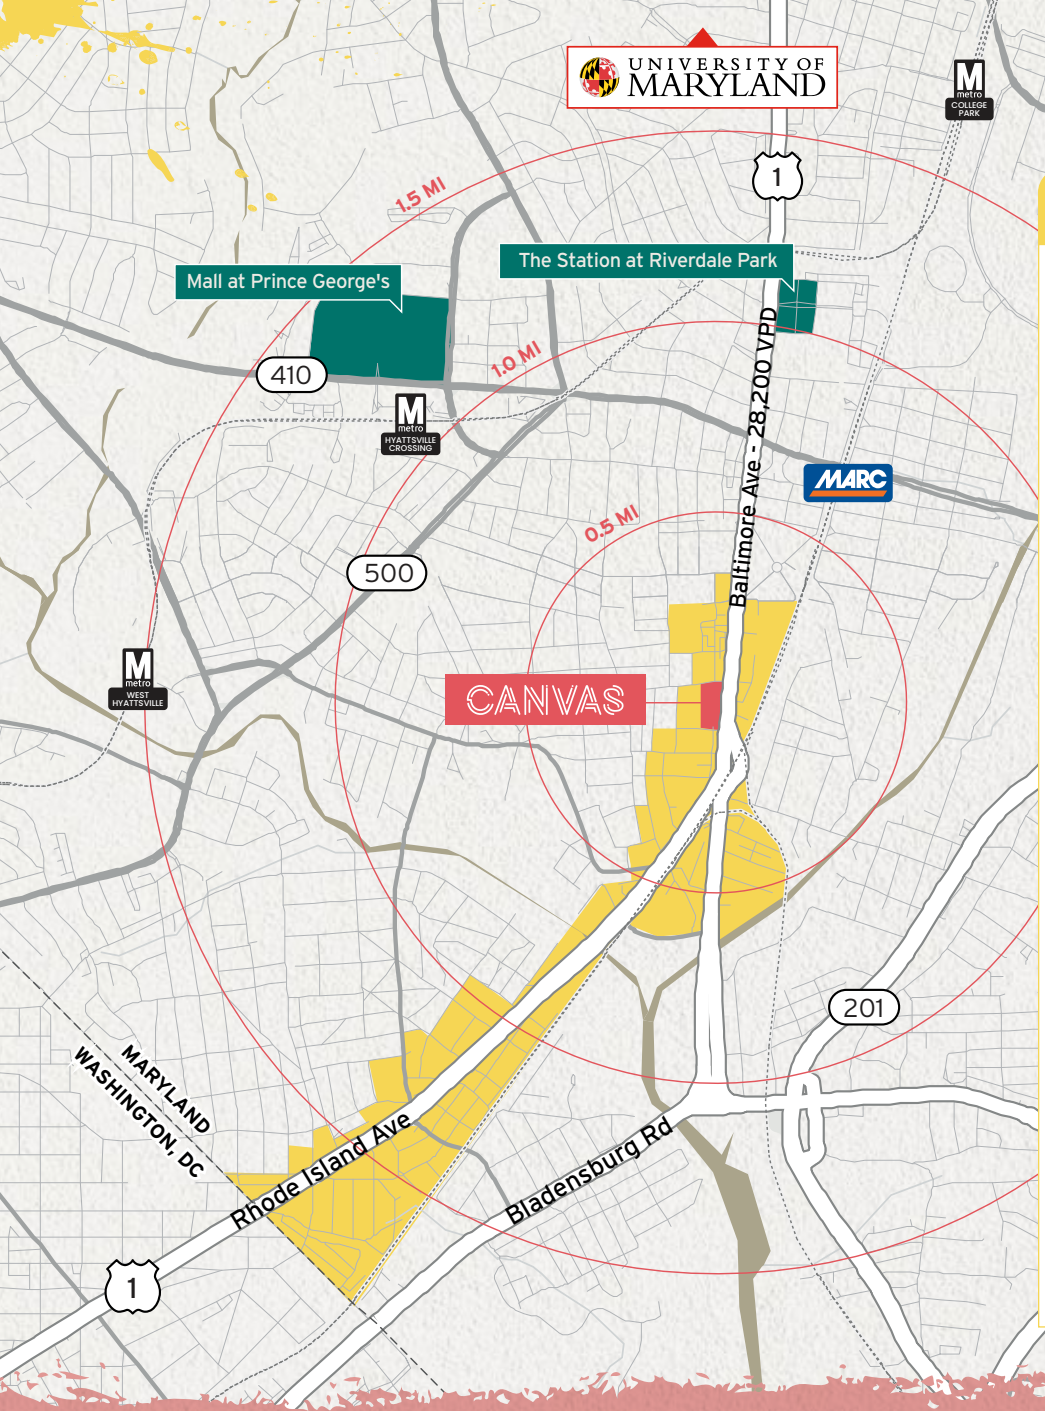 UNIVERSITY OF
MARYLAND
M
metro
COLLEGE
PARK
1
1.5 MI
The Station at Riverdale Park
Mall at Prince George's
1.0 MI
410
M
metro
HYATTSVILLE
CROSSING
Baltimore Ave - 28,200 VPD
MARC
0.5 MI
500
M
metro
WEST
HYATTSVILLE
CANVAS
201
MARYLAND
WASHINGTON, DC
Rhode Island Ave
Bladensburg Rd
1